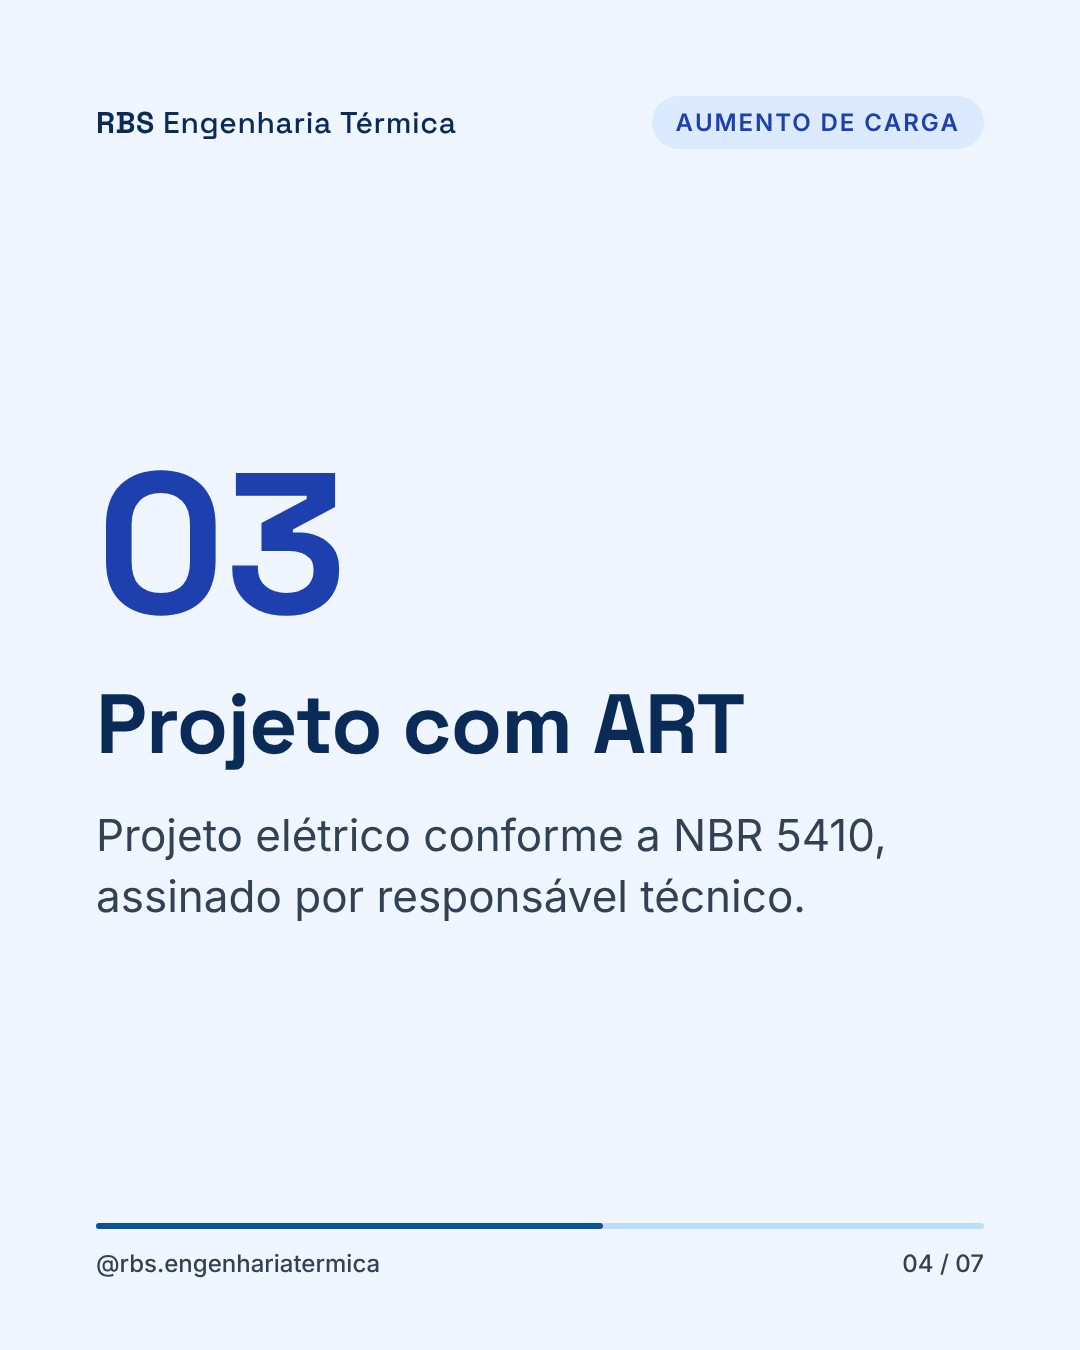 RBS Engenharia Térmica
AUMENTO DE CARGA
03
Projeto com ART
Projeto elétrico conforme a NBR 5410,
assinado por responsável técnico.
@rbs.engenhariatermica
04 / 07